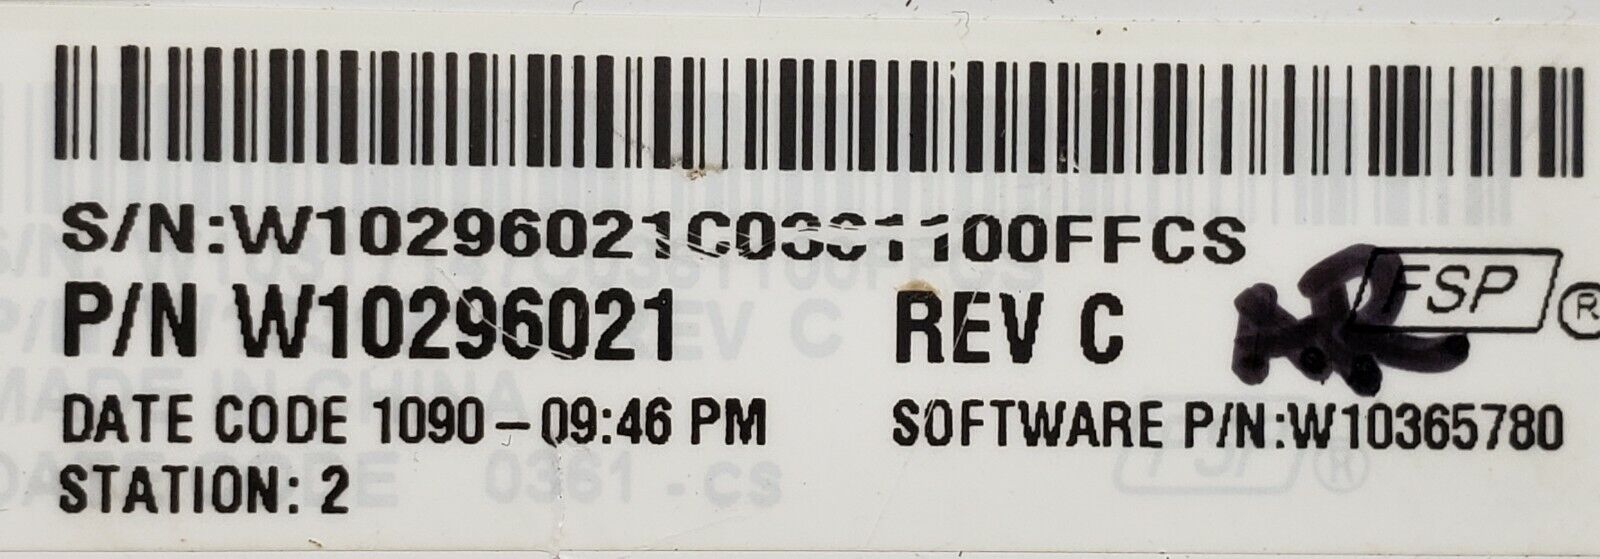 S/N:W10296021C0361100FFCS
P/N W10296021 REV C FSP ®
DATE CODE 1090 – 09:46 PM SOFTWARE P/N:W10365780
STATION: 2